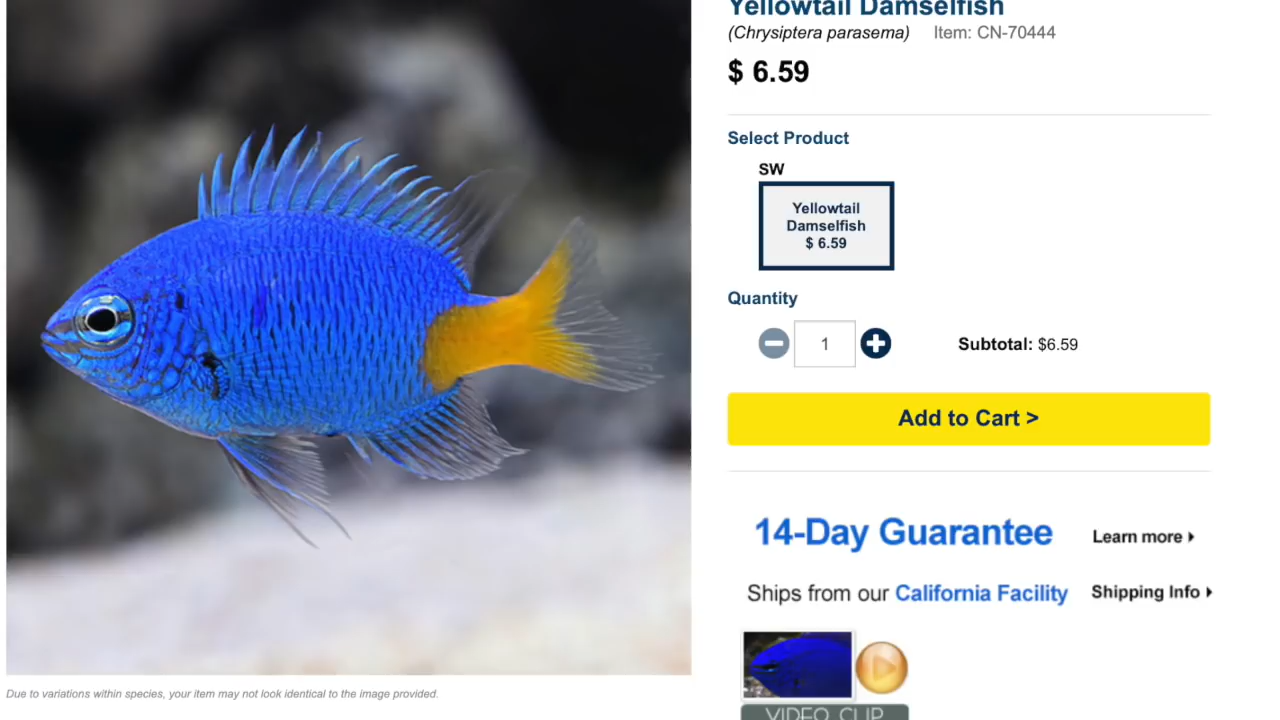 Yellowtail Damselfish
(Chrysiptera parasema) Item: CN-70444
$ 6.59
Select Product
SW
Yellowtail
Damselfish
$ 6.59
Quantity
1
Subtotal: $6.59
Add to Cart >
14-Day Guarantee
Learn more
Ships from our California Facility
Shipping Info
VIDEO CLIP
Due to variations within species, your item may not look identical to the image provided.